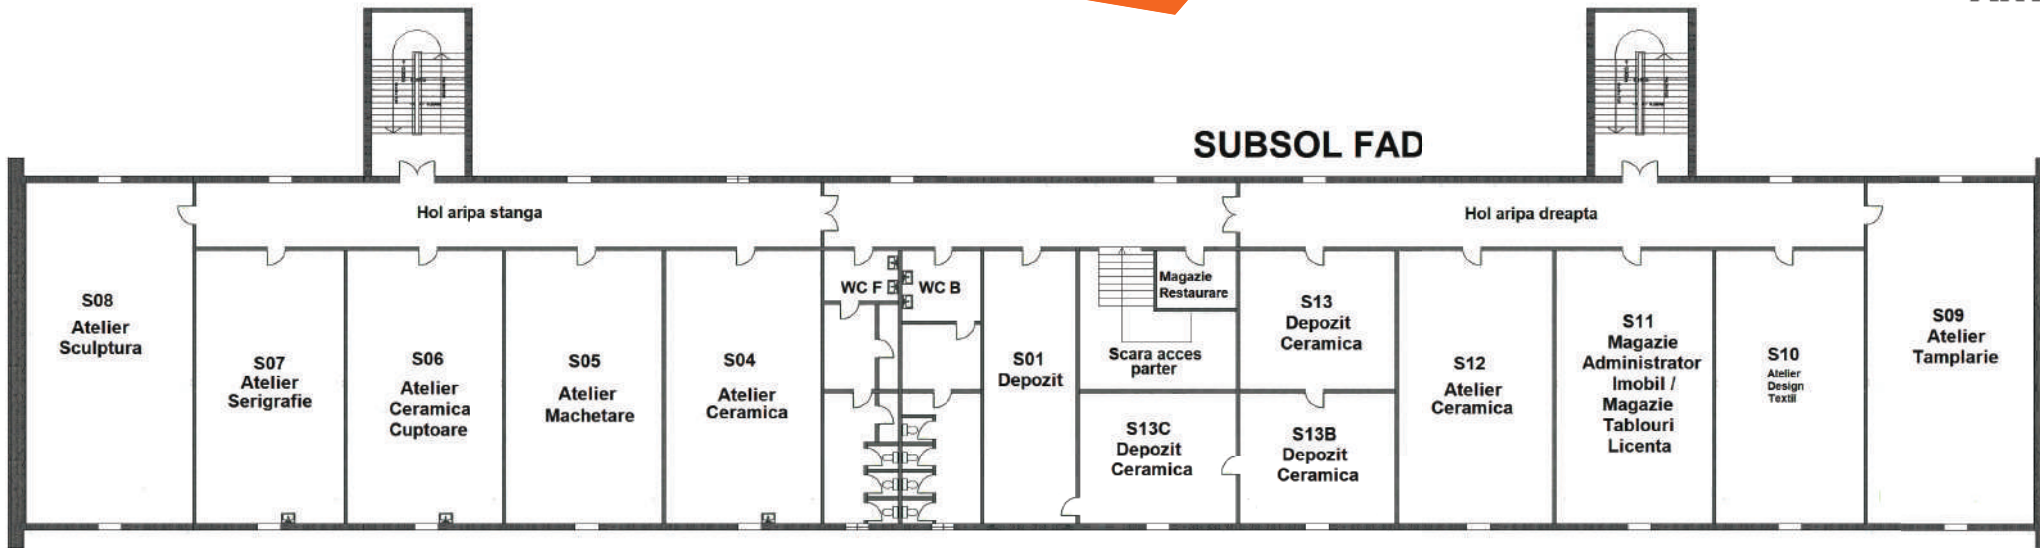 SUBSOL FAD
Hol aripa stanga
Hol aripa dreapta
S08
Atelier
Sculptura
S07
Atelier
Serigrafie
S06
Atelier
Ceramica
Cuptoare
S05
Atelier
Machetare
S04
Atelier
Ceramica
WC F
WC B
S01
Depozit
Magazie
Restaurare
Scara acces
parter
S13C
Depozit
Ceramica
S13
Depozit
Ceramica
S13B
Depozit
Ceramica
S12
Atelier
Ceramica
S11
Magazie
Administrator
Imobil /
Magazie
Tablouri
Licenta
S10
Atelier
Design
Textil
S09
Atelier
Tamplarie